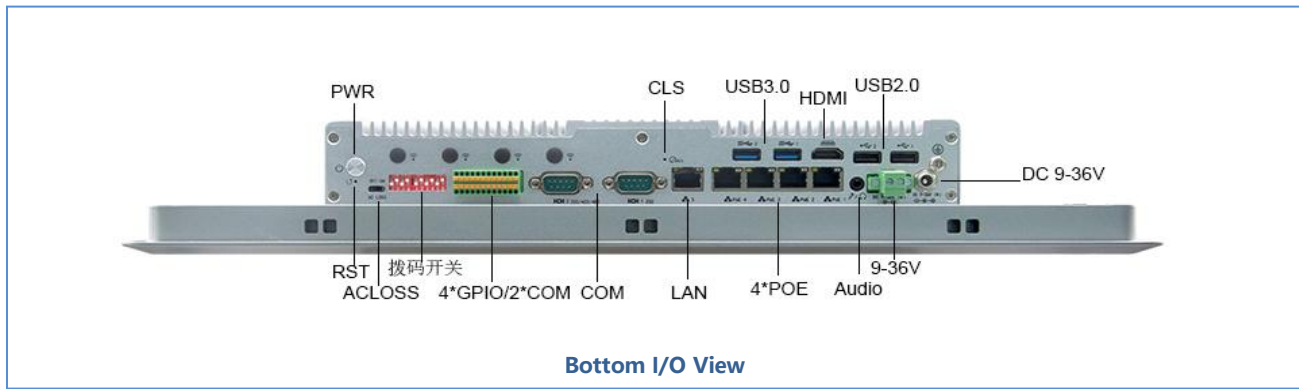 PWR
CLS
USB3.0
HDMI
USB2.0
DC 9-36V
RST
拨码开关
9-36V
ACLOSS
4*GPIO/2*COM
COM
LAN
4*POE
Audio
Bottom I/O View